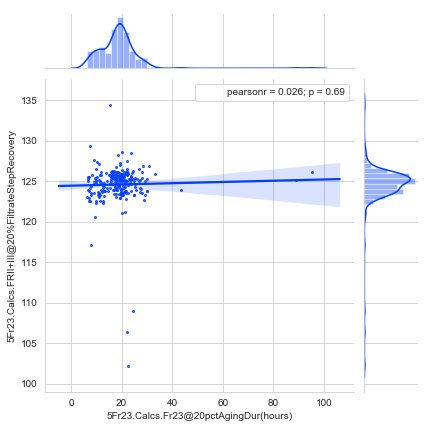 pearsonr = 0.026; p = 0.69
135
130
125
120
115
110
105
100
5Fr23.Calcs.FRII+III@20%FiltrateStepRecovery
0 20 40 60 80 100
5Fr23.Calcs.Fr23@20pctAgingDur(hours)